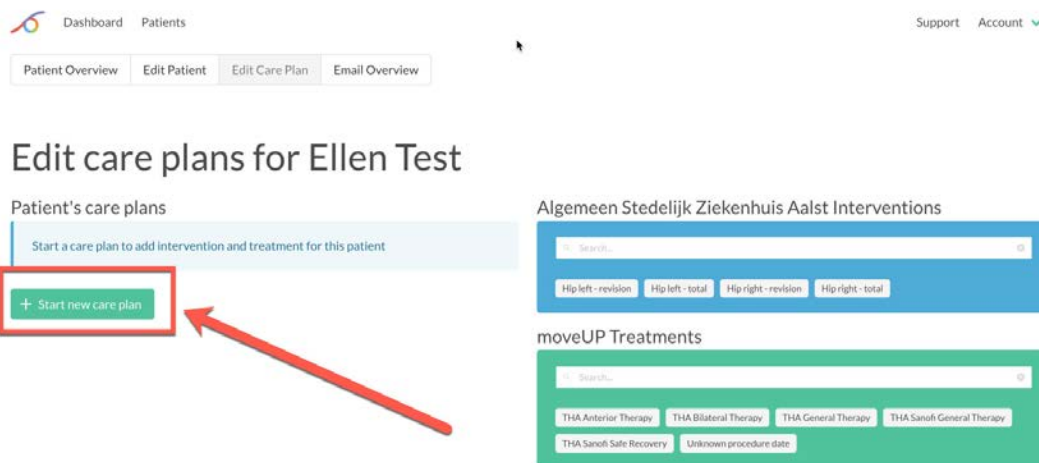 Dashboard Patients Support Account
Patient Overview Edit Patient Edit Care Plan Email Overview
Edit care plans for Ellen Test
Patient's care plans
Start a care plan to add intervention and treatment for this patient
+ Start new care plan
Algemeen Stedelijk Ziekenhuis Aalst Interventions
Search...
Hip left - revision Hip left - total Hip right - revision Hip right - total
moveUP Treatments
Search...
THA Anterior Therapy THA Bilateral Therapy THA General Therapy THA Sanofi General Therapy
THA Sanofi Safe Recovery Unknown procedure date